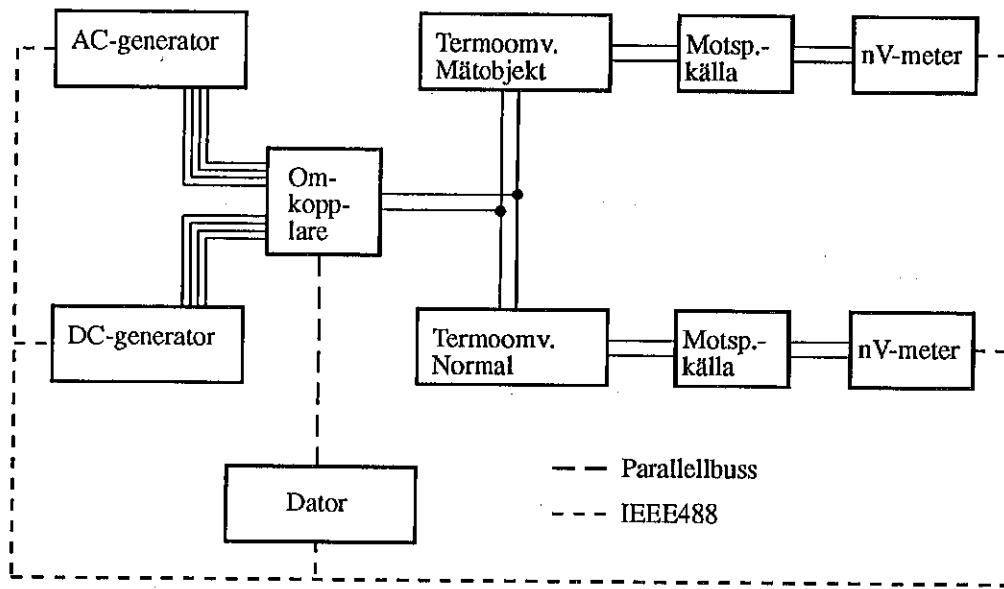 AC-generator
Termoomv.
Mätobjekt
Motsp.-
källa
nV-meter
Om-
kopp-
lare
DC-generator
Termoomv.
Normal
Motsp.-
källa
nV-meter
Dator
Parallellbuss
IEEE488